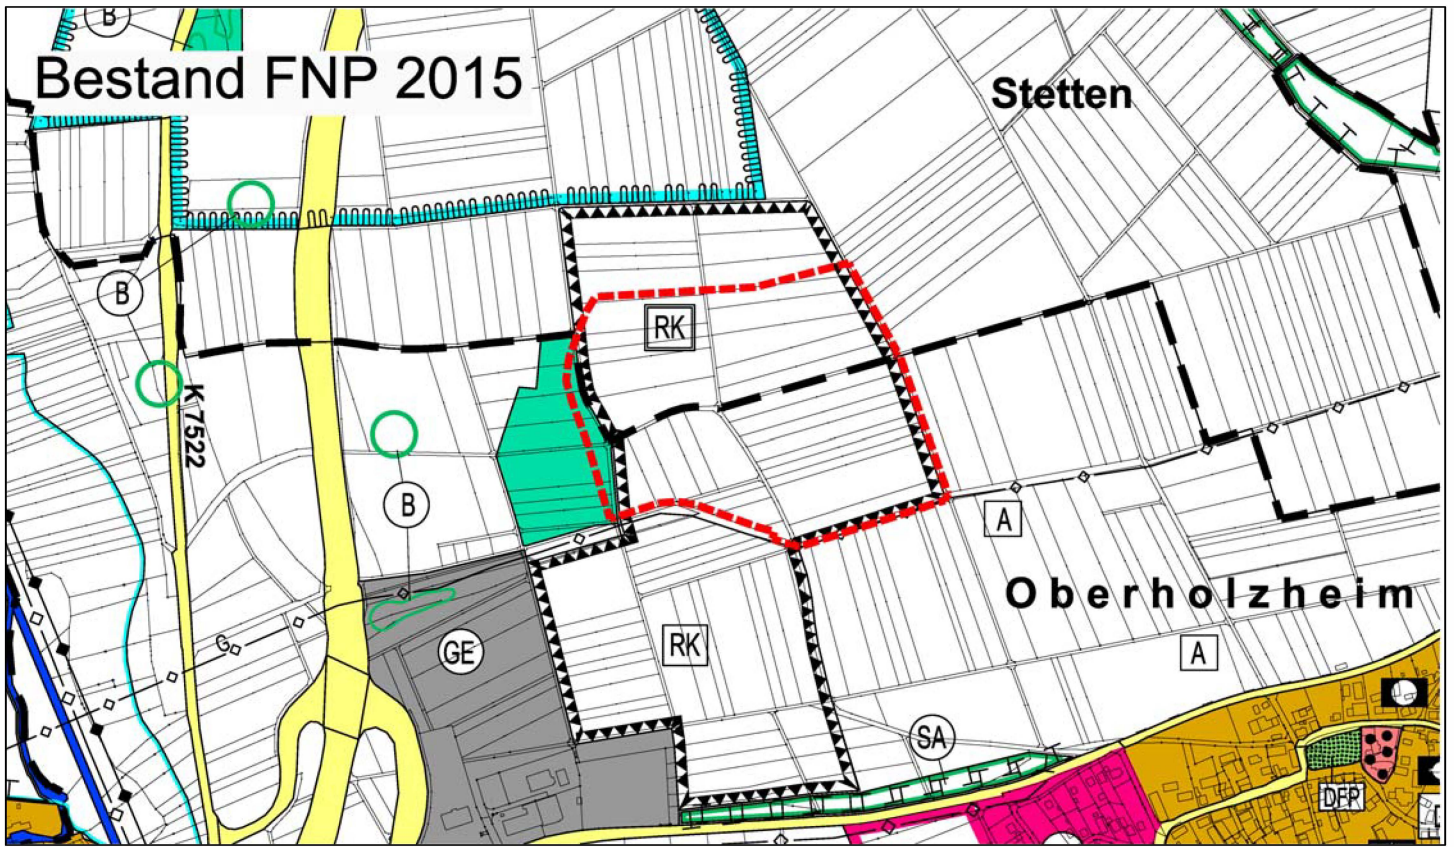 B
Bestand FNP 2015
Stetten
B
RK
K 7522
B
A
Oberholzheim
G
GE
RK
A
SA
DFP